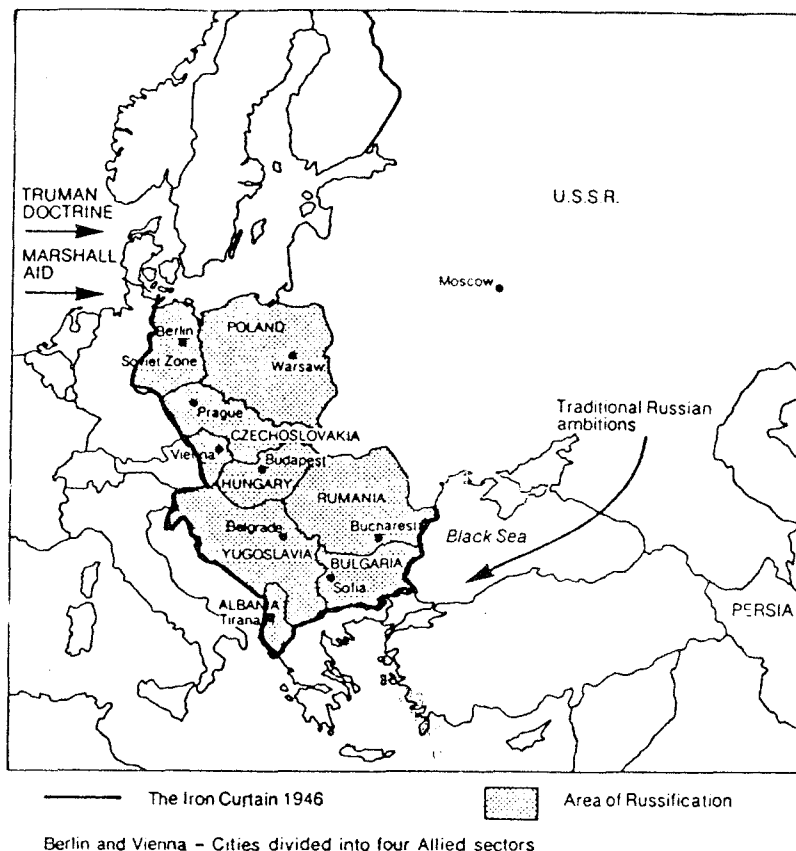 TRUMAN
DOCTRINE
MARSHALL
AID
U.S.S.R.
Moscow
Berlin
POLAND
Soviet Zone
Warsaw
Prague
Traditional Russian
ambitions
CZECHOSLOVAKIA
Vienna
Budapest
HUNGARY
RUMANIA
Belgrade
Bucharest
Black Sea
YUGOSLAVIA
BULGARIA
Sofia
ALBANIA
Tirana
PERSIA
The Iron Curtain 1946
Area of Russification
Berlin and Vienna – Cities divided into four Allied sectors